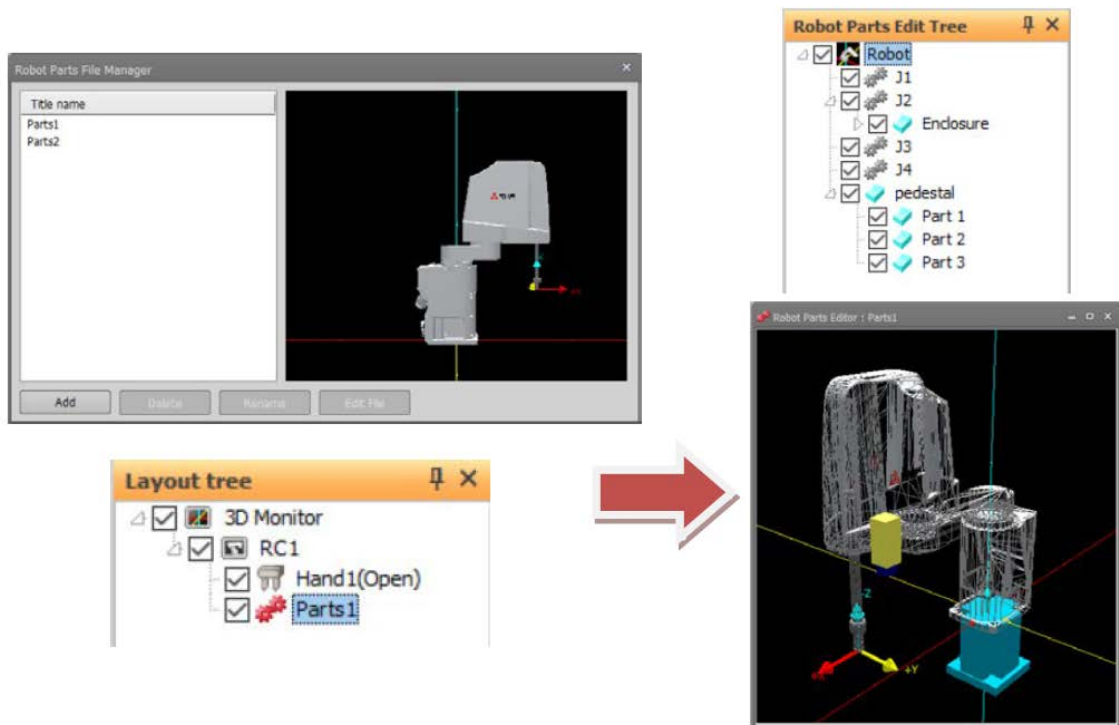 Robot Parts File Manager
Title name
Parts1
Parts2
Add
Delete
Rename
Edit File
Layout tree
3D Monitor
RC1
Hand1(Open)
Parts1
Robot Parts Edit Tree
Robot
J1
J2
Enclosure
J3
J4
pedestal
Part 1
Part 2
Part 3
Robot Parts Editor : Parts1
-Z
+Y